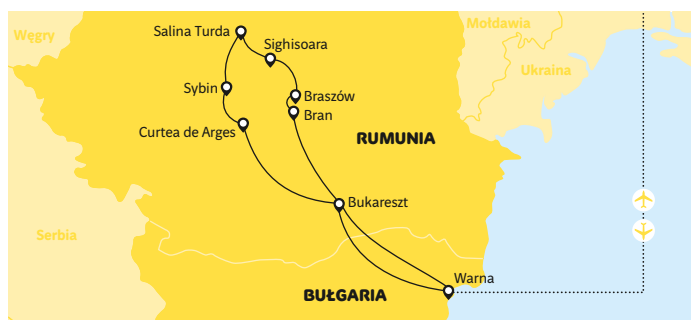 Mołdawia
Salina Turda
Węgry
Sighisoara
Ukraina
Sybin
Braszów
Bran
Curtea de Arges
RUMUNIA
Bukareszt
Serbia
Warna
BUŁGARIA